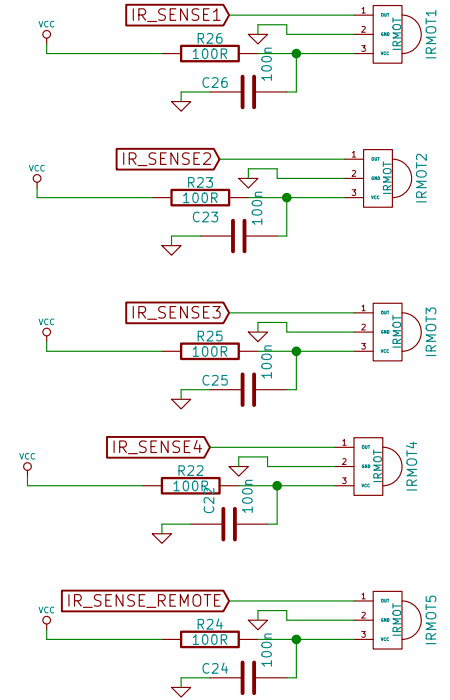 IR_SENSE1
VCC
R26
100R
C26
100n
1 OUT
2 GND
3 VCC
IRMOT
IRMOT1
IR_SENSE2
VCC
R23
100R
C23
100n
1 OUT
2 GND
3 VCC
IRMOT
IRMOT2
IR_SENSE3
VCC
R25
100R
C25
100n
1 OUT
2 GND
3 VCC
IRMOT
IRMOT3
IR_SENSE4
VCC
R22
100R
C22
100n
1 OUT
2 GND
3 VCC
IRMOT
IRMOT4
IR_SENSE_REMOTE
VCC
R24
100R
C24
100n
1 OUT
2 GND
3 VCC
IRMOT
IRMOT5